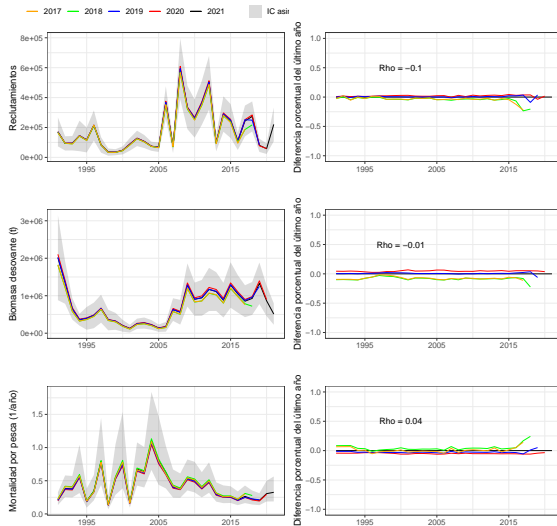 2017 2018 2019 2020 2021 IC asir
Reclutamientos
8e+05
6e+05
4e+05
2e+05
0e+00
1995 2005 2015
Diferencia porcentual del último año
1.0
0.5
0.0
−0.5
−1.0
Rho = −0.1
1995 2005 2015
Biomasa desovante (t)
3e+06
2e+06
1e+06
0e+00
1995 2005 2015
Diferencia porcentual del último año
1.0
0.5
0.0
−0.5
−1.0
Rho = −0.01
1995 2005 2015
Mortalidad por pesca (1/año)
1.5
1.0
0.5
0.0
1995 2005 2015
Diferencia porcentual del último año
1.0
0.5
0.0
−0.5
−1.0
Rho = 0.04
1995 2005 2015